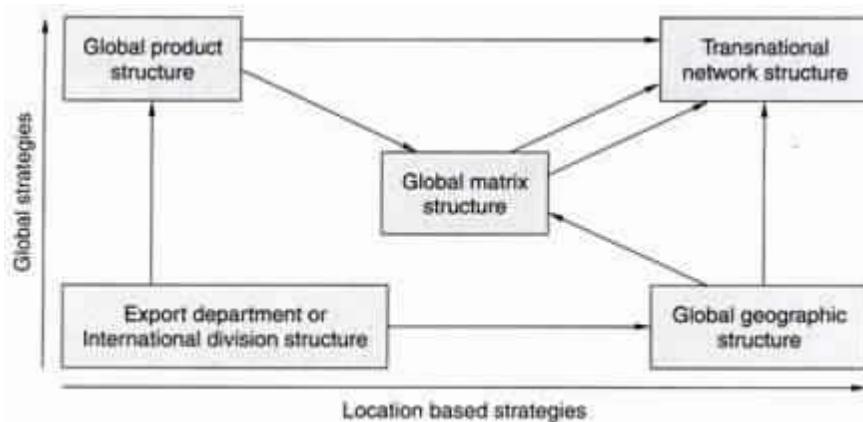 Global product
structure
Transnational
network structure
Global matrix
structure
Export department or
International division structure
Global geographic
structure
Global strategies
Location based strategies